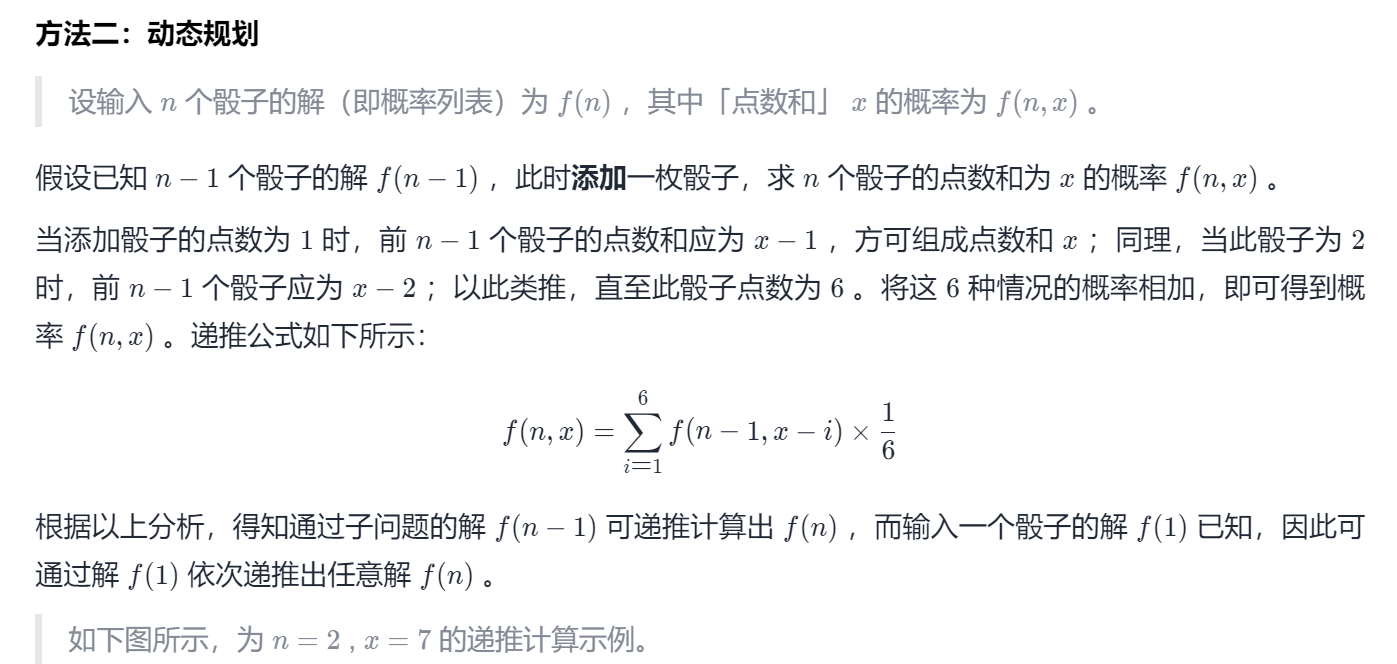 方法二：动态规划
设输入 n 个骰子的解（即概率列表）为 f(n) ，其中「点数和」 x 的概率为 f(n, x) 。
假设已知 n − 1 个骰子的解 f(n − 1) ，此时添加一枚骰子，求 n 个骰子的点数和为 x 的概率 f(n, x) 。
当添加骰子的点数为 1 时，前 n − 1 个骰子的点数和应为 x − 1 ，方可组成点数和 x ；同理，当此骰子为 2
时，前 n − 1 个骰子应为 x − 2 ；以此类推，直至此骰子点数为 6 。将这 6 种情况的概率相加，即可得到概
率 f(n, x) 。递推公式如下所示：
f(n, x) = \sum_{i=1}^{6} f(n − 1, x − i) × \frac{1}{6}
根据以上分析，得知通过子问题的解 f(n − 1) 可递推计算出 f(n) ，而输入一个骰子的解 f(1) 已知，因此可
通过解 f(1) 依次递推出任意解 f(n) 。
如下图所示，为 n = 2 , x = 7 的递推计算示例。